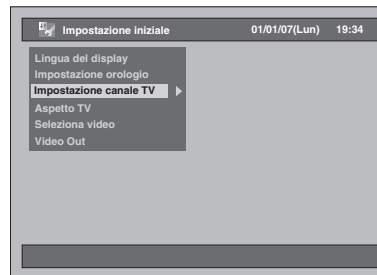 Impostazione iniziale 01/01/07(Lun) 19:34
Lingua del display
Impostazione orologio
Impostazione canale TV
Aspetto TV
Seleziona video
Video Out